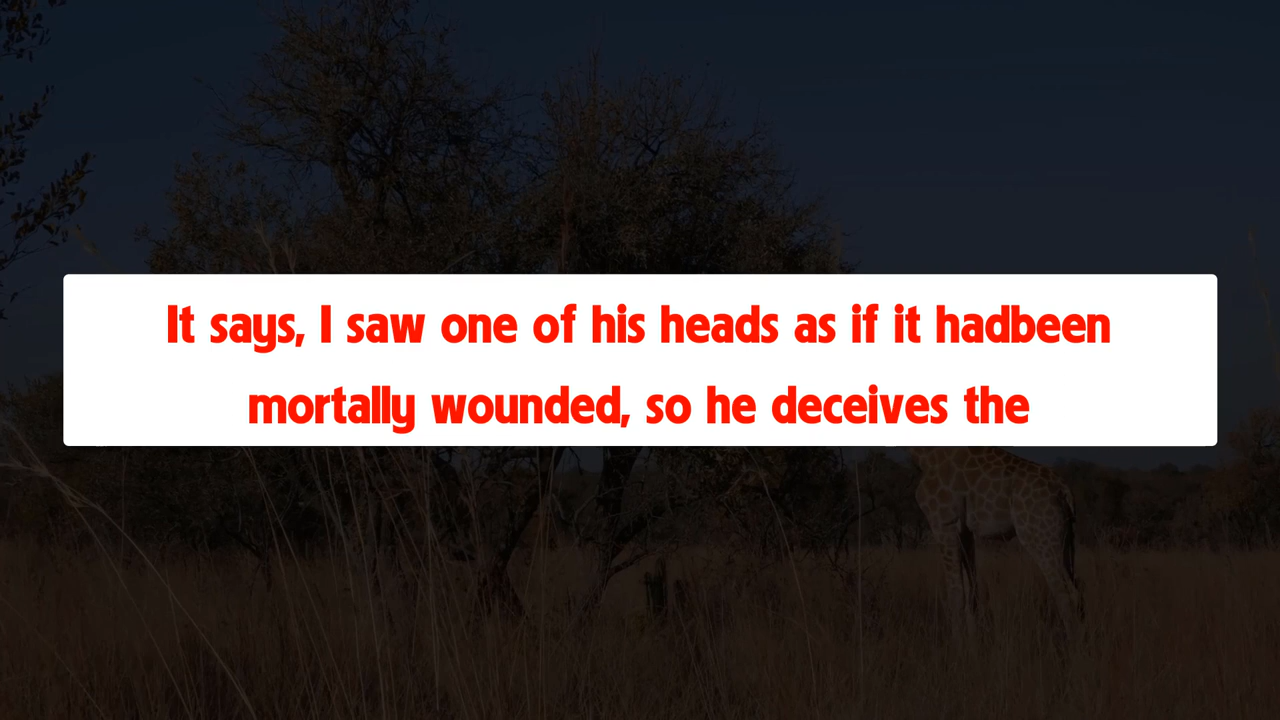 It says, I saw one of his heads as if it hadbeen
mortally wounded, so he deceives the